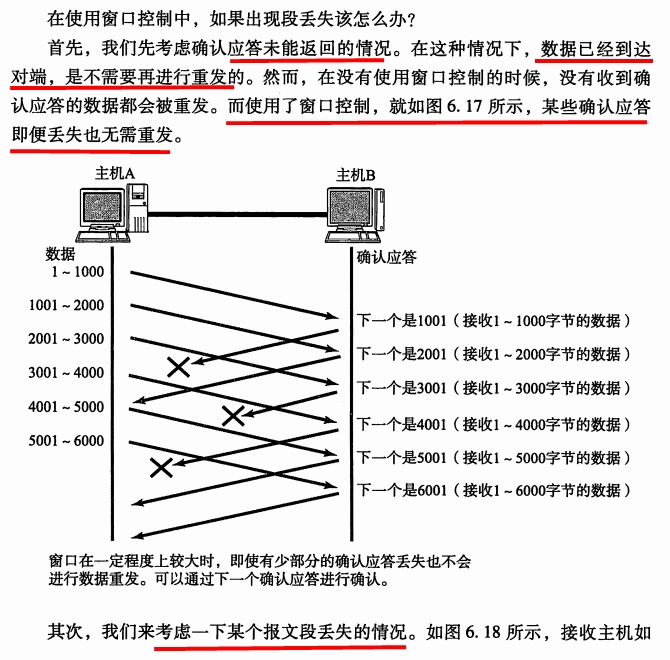 在使用窗口控制中，如果出现段丢失该怎么办？
首先，我们先考虑确认应答未能返回的情况。在这种情况下，数据已经到达
对端，是不需要再进行重发的。然而，在没有使用窗口控制的时候，没有收到确
认应答的数据都会被重发。而使用了窗口控制，就如图 6.17 所示，某些确认应答
即便丢失也无需重发。
主机A
主机B
数据
确认应答
1～1000
1001～2000
2001～3000
3001～4000
4001～5000
5001～6000
下一个是1001（接收1～1000字节的数据）
下一个是2001（接收1～2000字节的数据）
下一个是3001（接收1～3000字节的数据）
下一个是4001（接收1～4000字节的数据）
下一个是5001（接收1～5000字节的数据）
下一个是6001（接收1～6000字节的数据）
窗口在一定程度上较大时，即使有少部分的确认应答丢失也不会
进行数据重发。可以通过下一个确认应答进行确认。
其次，我们来考虑一下某个报文段丢失的情况。如图 6.18 所示，接收主机如